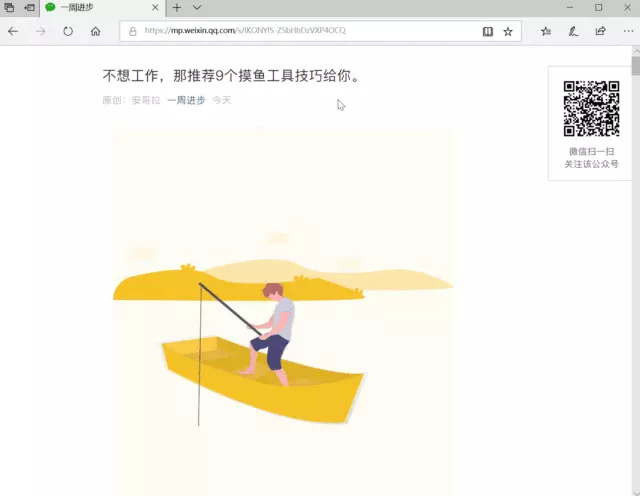 一周进步
https://mp.weixin.qq.com/s/IKONYfS-ZSbHhDzVXP4OCQ
不想工作，那推荐9个摸鱼工具技巧给你。
原创：安哥拉 一周进步 今天
微信扫一扫
关注该公众号